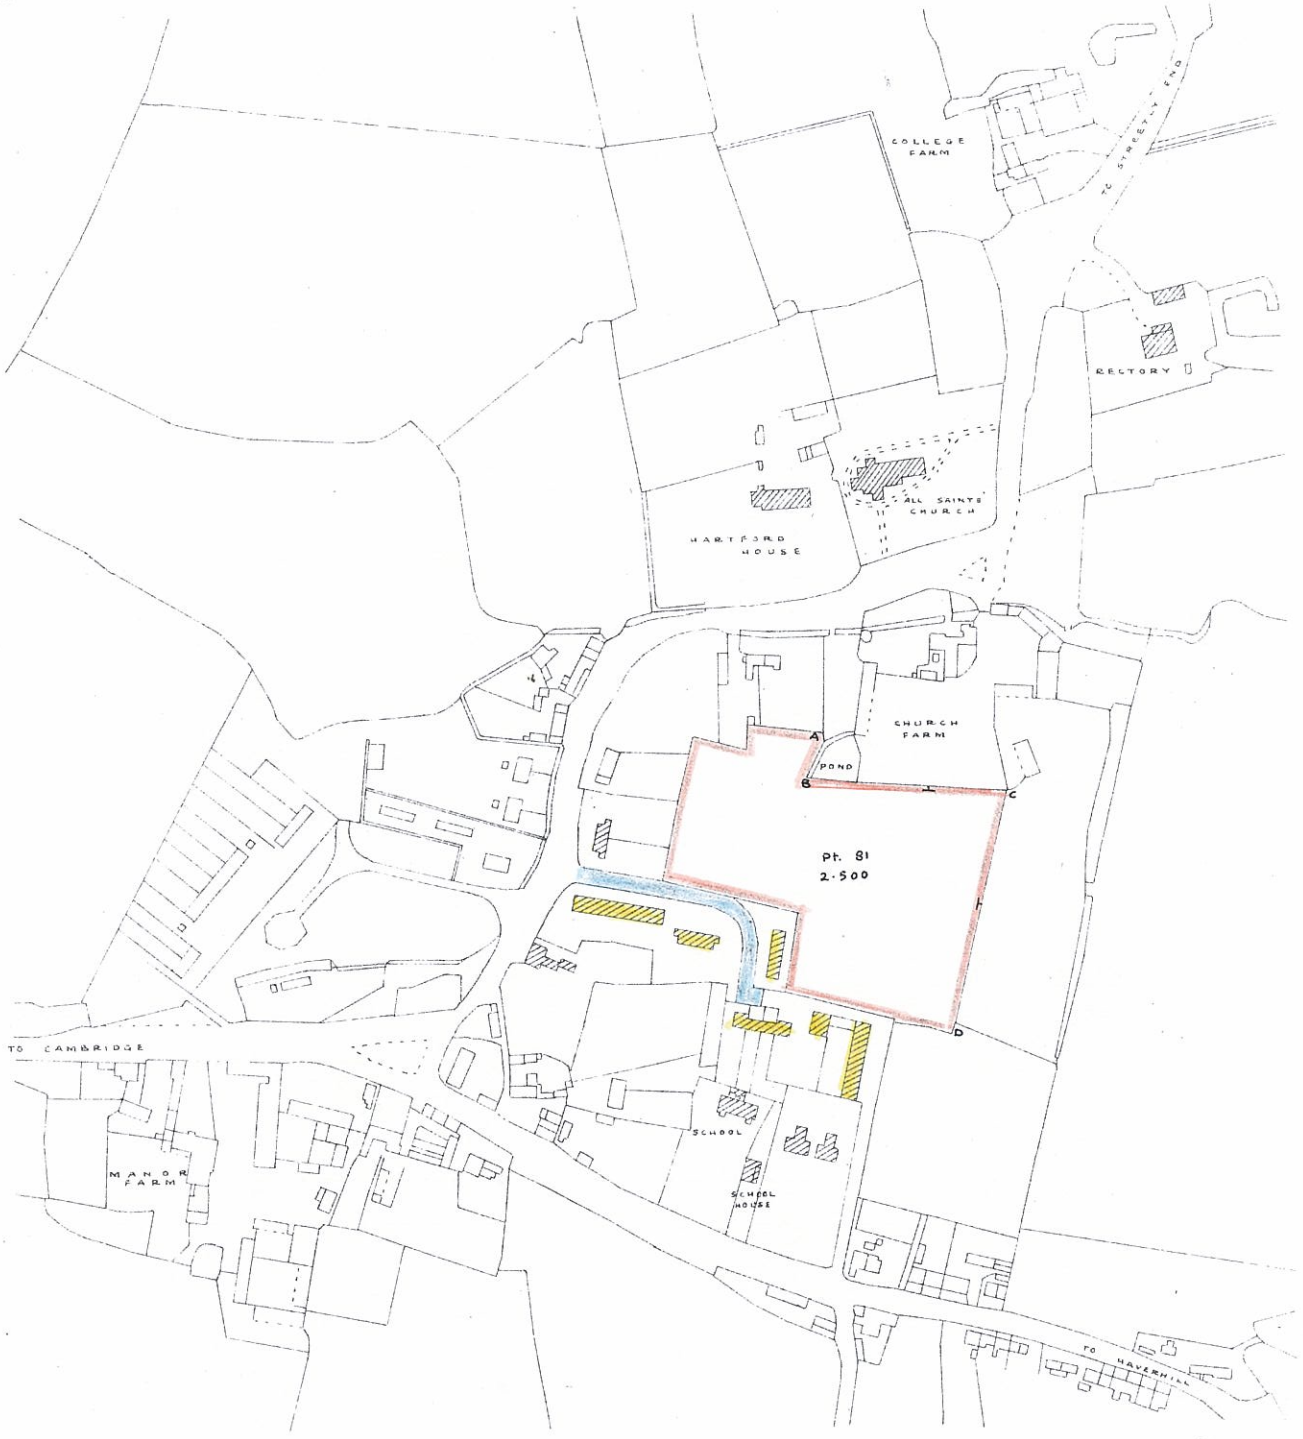 COLLEGE
FARM
TO STREETLY END
RECTORY
ALL SAINTS
CHURCH
HARTFORD
HOUSE
CHURCH
FARM
A
POND
B
C
Pt. 81
2·500
D
TO CAMBRIDGE
SCHOOL
MANOR
FARM
SCHOOL
HOUSE
TO HAVERHILL